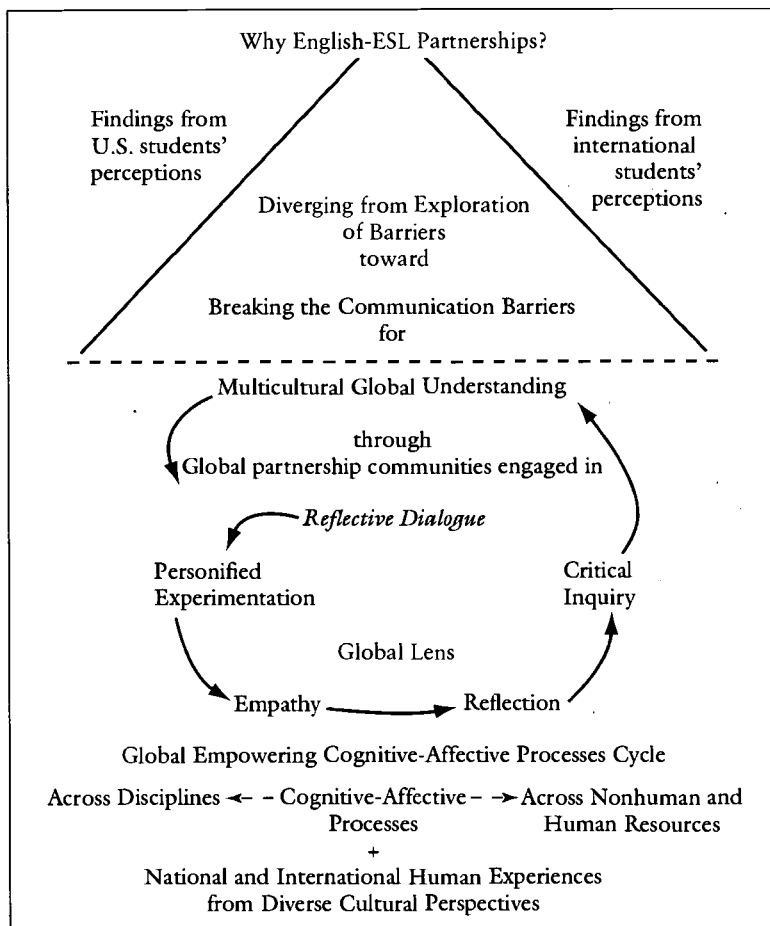 Why English-ESL Partnerships?
Findings from
U.S. students'
perceptions
Findings from
international
students'
perceptions
Diverging from Exploration
of Barriers
toward
Breaking the Communication Barriers
for
Multicultural Global Understanding
through
Global partnership communities engaged in
Reflective Dialogue
Personified
Experimentation
Critical
Inquiry
Global Lens
Empathy
Reflection
Global Empowering Cognitive-Affective Processes Cycle
Across Disciplines
Cognitive-Affective
Processes
Across Nonhuman and
Human Resources
+
National and International Human Experiences
from Diverse Cultural Perspectives